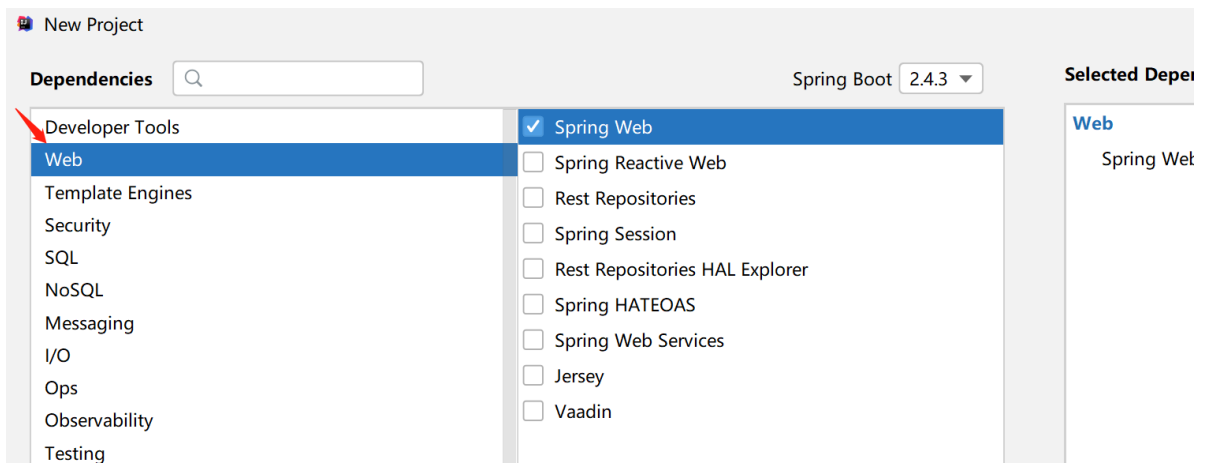 New Project
Dependencies
Spring Boot 2.4.3
Selected Deper
Developer Tools
Web
Template Engines
Security
SQL
NoSQL
Messaging
I/O
Ops
Observability
Testing
Spring Web
Spring Reactive Web
Rest Repositories
Spring Session
Rest Repositories HAL Explorer
Spring HATEOAS
Spring Web Services
Jersey
Vaadin
Web
Spring Web